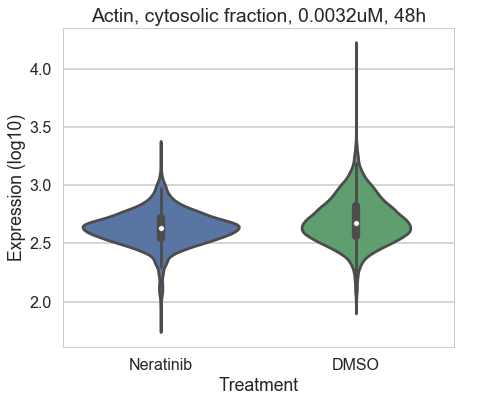 Actin, cytosolic fraction, 0.0032uM, 48h
Expression (log10)
4.0
3.5
3.0
2.5
2.0
Neratinib DMSO
Treatment